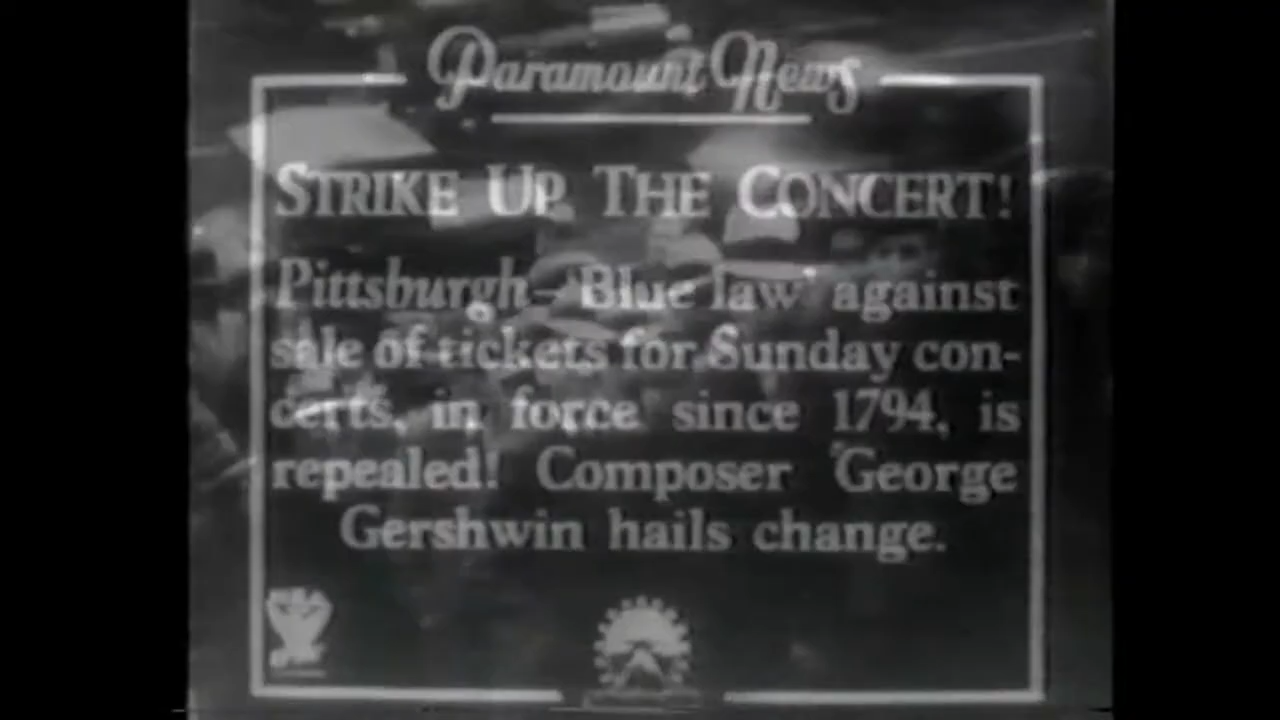 Paramount News
STRIKE UP THE CONCERT!
Pittsburgh—'Blue law' against
sale of tickets for Sunday con-
certs, in force since 1794, is
repealed! Composer George
Gershwin hails change.